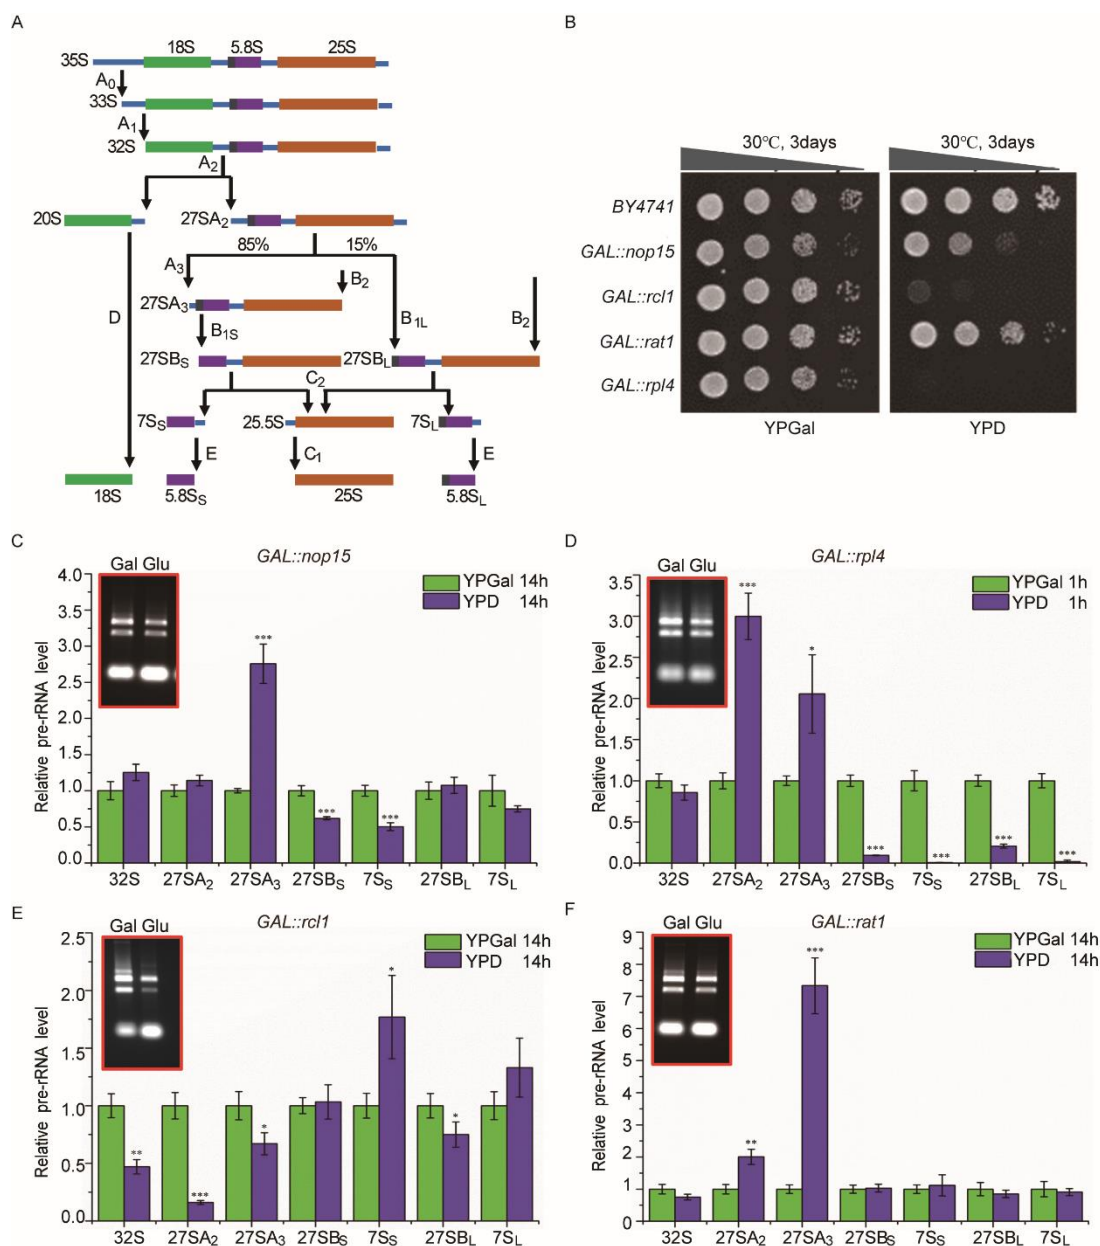 A
18S 5.8S 25S
35S
A0
33S
A1
32S
A2
20S 27SA2
85% 15%
A3
B2
27SA3
D
B1S B1L B2
27SBS 27SBL
C2
7SS 25.5S 7SL
E C1 E
18S 5.8SS 25S 5.8SL
B
30℃, 3days 30℃, 3days
BY4741
GAL::nop15
GAL::rcl1
GAL::rat1
GAL::rpl4
YPGal YPD
C
GAL::nop15
Gal Glu
YPGal 14h
YPD 14h
Relative pre-rRNA level
4.0
3.5
3.0
2.5
2.0
1.5
1.0
0.5
0.0
***
*** ***
32S 27SA2 27SA3 27SBS 7SS 27SBL 7SL
D
GAL::rpl4
Gal Glu
YPGal 1h
YPD 1h
Relative pre-rRNA level
3.5
3.0
2.5
2.0
1.5
1.0
0.5
0.0
***
*
*** *** *** ***
32S 27SA2 27SA3 27SBS 7SS 27SBL 7SL
E
GAL::rcl1
Gal Glu
YPGal 14h
YPD 14h
Relative pre-rRNA level
2.5
2.0
1.5
1.0
0.5
0.0
** *** * * *
32S 27SA2 27SA3 27SBS 7SS 27SBL 7SL
F
GAL::rat1
Gal Glu
YPGal 14h
YPD 14h
Relative pre-rRNA level
9
8
7
6
5
4
3
2
1
0
** ***
32S 27SA2 27SA3 27SBS 7SS 27SBL 7SL